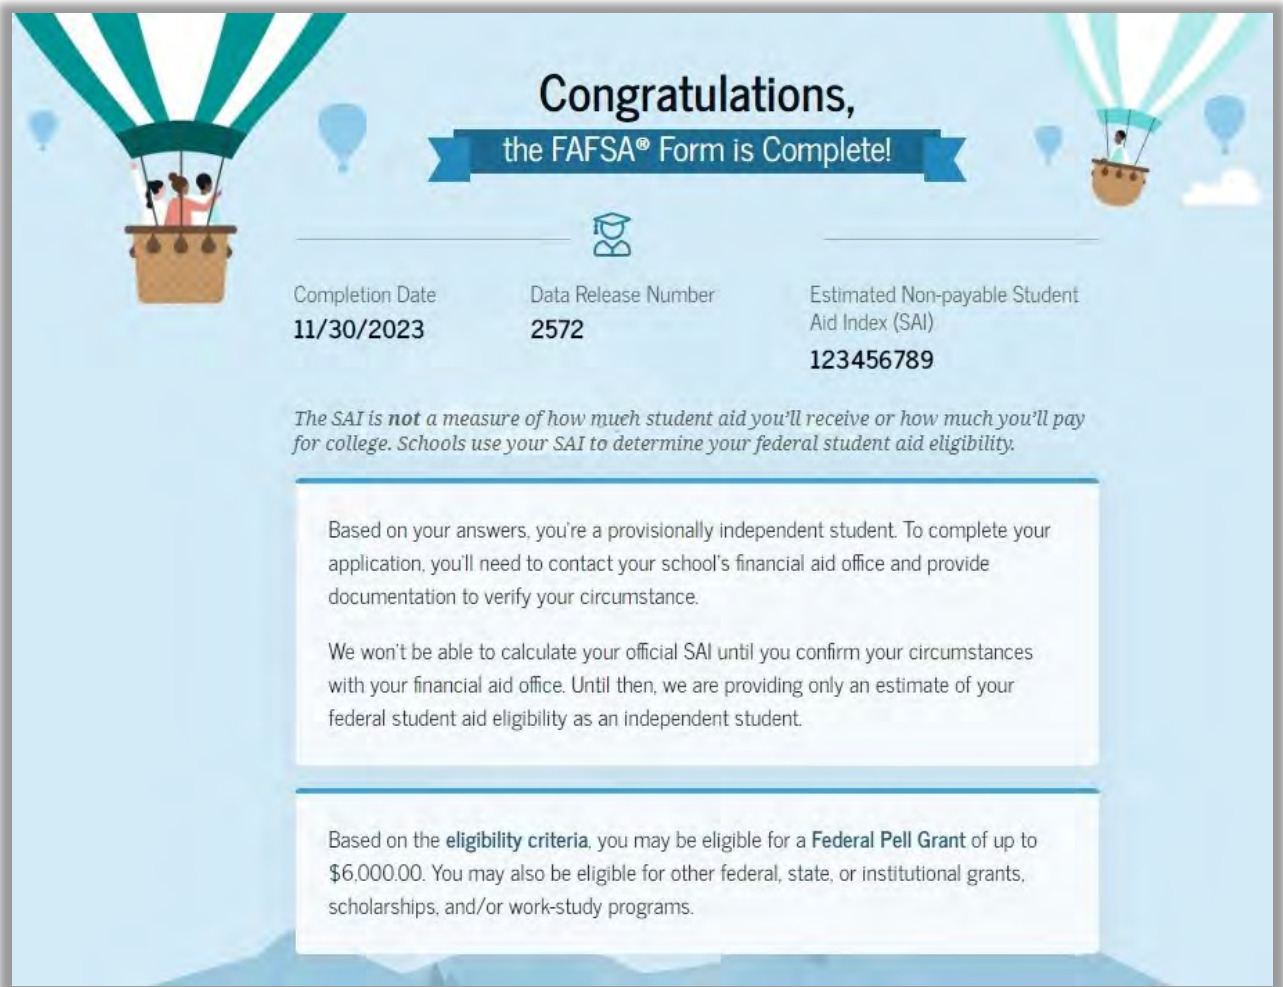 Congratulations,
the FAFSA® Form is Complete!
Completion Date
11/30/2023
Data Release Number
2572
Estimated Non-payable Student
Aid Index (SAI)
123456789
The SAI is not a measure of how much student aid you'll receive or how much you'll pay
for college. Schools use your SAI to determine your federal student aid eligibility.
Based on your answers, you're a provisionally independent student. To complete your
application, you'll need to contact your school's financial aid office and provide
documentation to verify your circumstance.
We won't be able to calculate your official SAI until you confirm your circumstances
with your financial aid office. Until then, we are providing only an estimate of your
federal student aid eligibility as an independent student.
Based on the eligibility criteria, you may be eligible for a Federal Pell Grant of up to
$6,000.00. You may also be eligible for other federal, state, or institutional grants,
scholarships, and/or work-study programs.